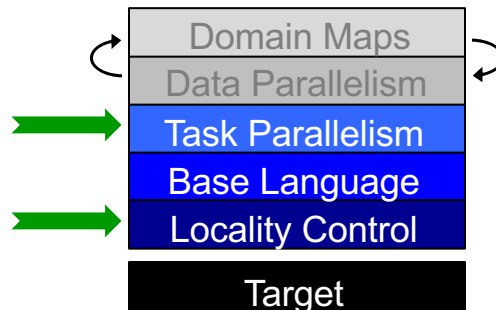 Domain Maps
Data Parallelism
Task Parallelism
Base Language
Locality Control
Target